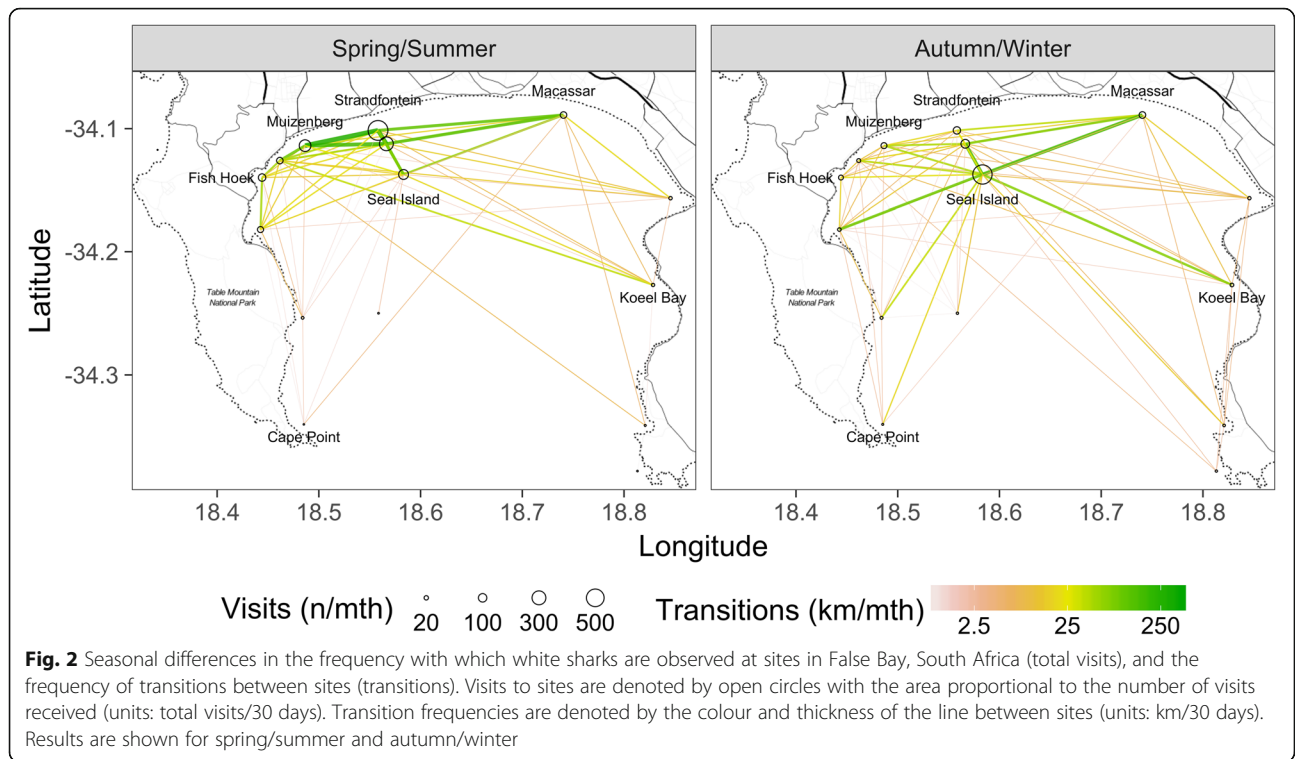 Spring/Summer
Autumn/Winter
Strandfontein
Macassar
Muizenberg
Fish Hoek
Seal Island
Table Mountain
National Park
Koeel Bay
Cape Point
Strandfontein
Macassar
Muizenberg
Fish Hoek
Seal Island
Table Mountain
National Park
Koeel Bay
Cape Point
-34.1
-34.2
-34.3
Latitude
18.4 18.5 18.6 18.7 18.8
18.4 18.5 18.6 18.7 18.8
Longitude
Visits (n/mth) 20 100 300 500
Transitions (km/mth) 2.5 25 250
Fig. 2 Seasonal differences in the frequency with which white sharks are observed at sites in False Bay, South Africa (total visits), and the
frequency of transitions between sites (transitions). Visits to sites are denoted by open circles with the area proportional to the number of visits
received (units: total visits/30 days). Transition frequencies are denoted by the colour and thickness of the line between sites (units: km/30 days).
Results are shown for spring/summer and autumn/winter